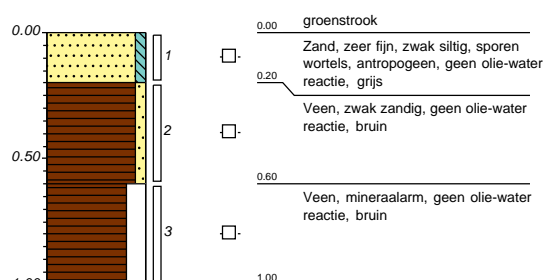 0.00
0.00
groenstrook
1
Zand, zeer fijn, zwak siltig, sporen
wortels, antropogeen, geen olie-water
reactie, grijs
0.20
2
Veen, zwak zandig, geen olie-water
reactie, bruin
0.50
0.60
3
Veen, mineraalarm, geen olie-water
reactie, bruin
1.00
1.00